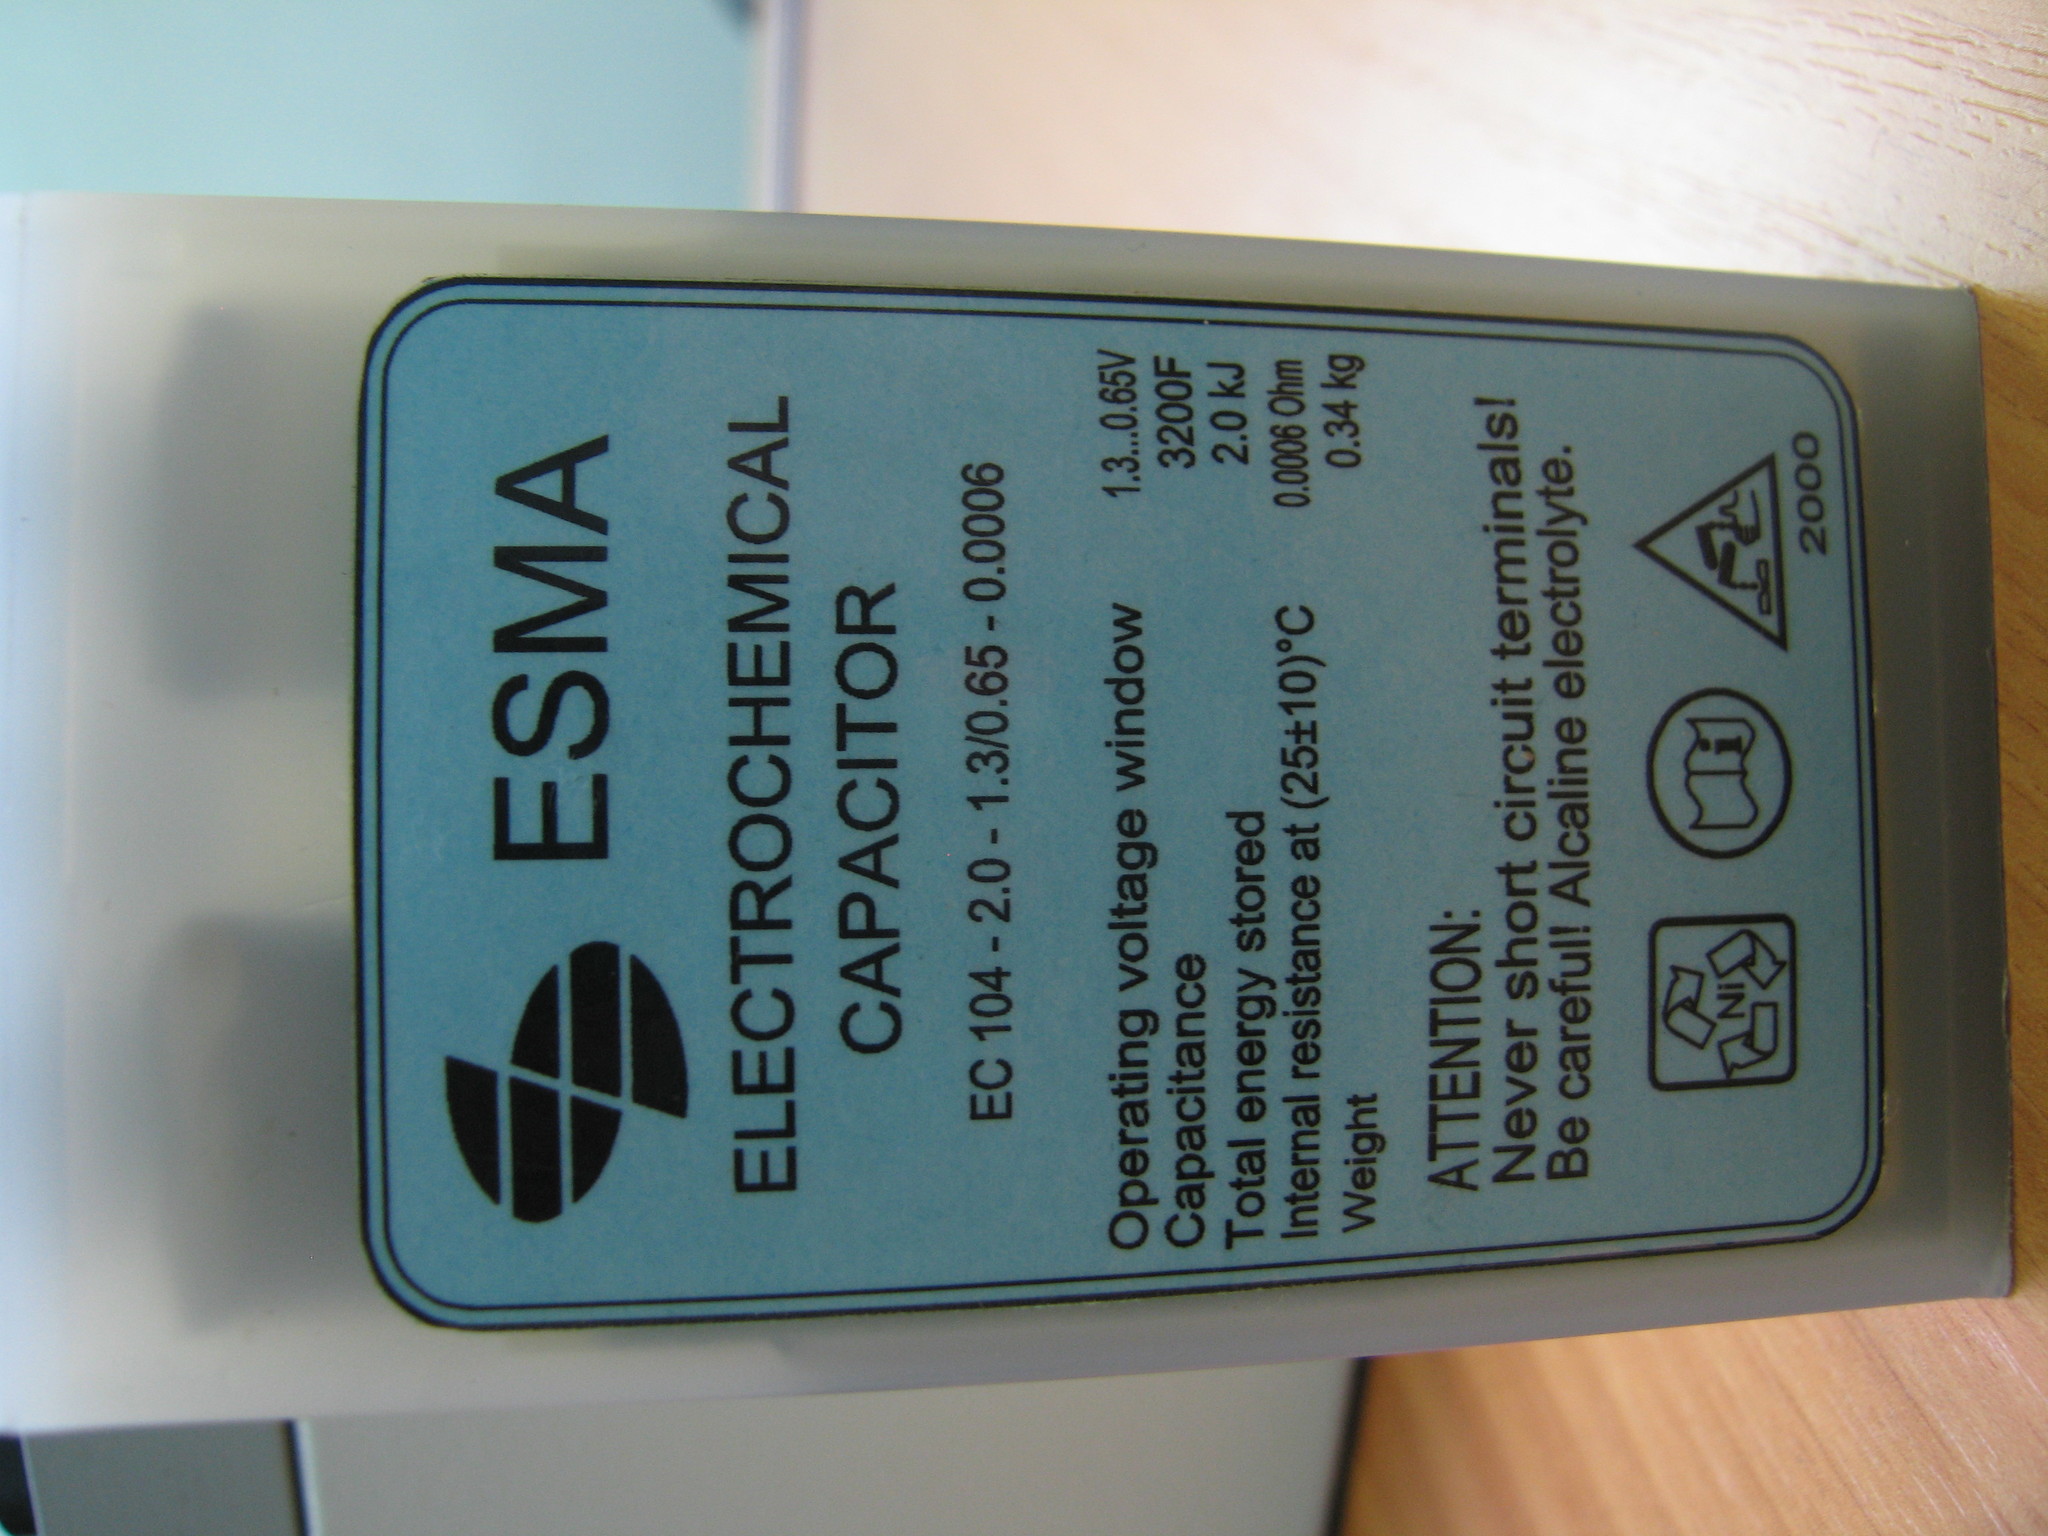 ESMA
ELECTROCHEMICAL
CAPACITOR
EC 104 - 2.0 - 1.3/0.65 - 0.0006
Operating voltage window 1.3...0.65V
Capacitance 3200F
Total energy stored 2.0 kJ
Internal resistance at (25±10)°C 0.0006 Ohm
Weight 0.34 kg
ATTENTION:
Never short circuit terminals!
Be careful! Alcaline electrolyte.
Ni i
2000